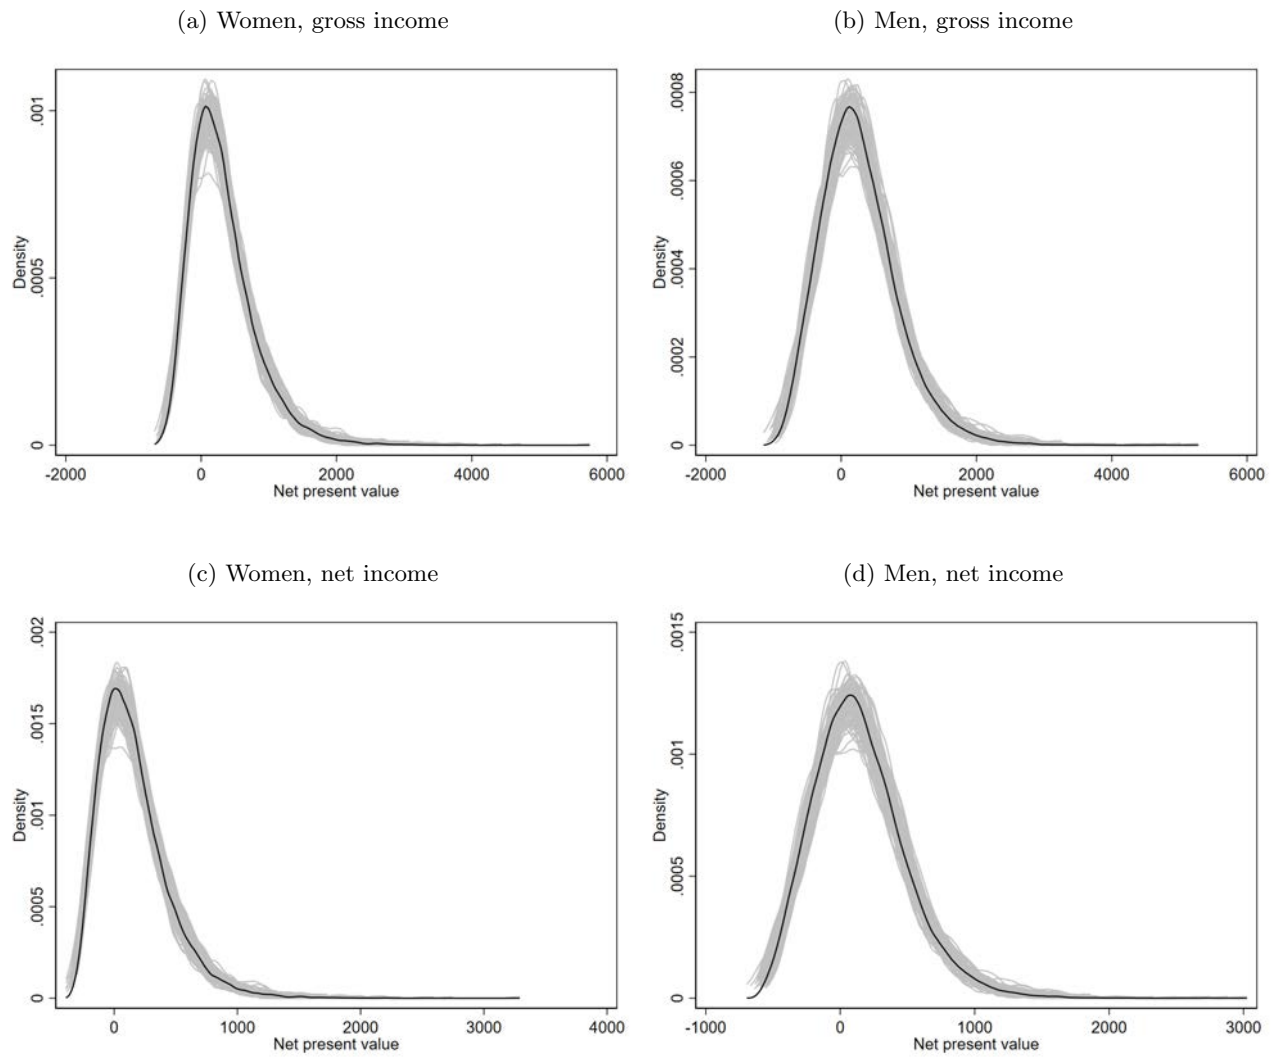 (a) Women, gross income
(b) Men, gross income
Density
0
.0005
.001
-2000 0 2000 4000 6000
Net present value
Density
0
.0002
.0004
.0006
.0008
-2000 0 2000 4000 6000
Net present value
(c) Women, net income
(d) Men, net income
Density
0
.0005
.001
.0015
.002
0 1000 2000 3000 4000
Net present value
Density
0
.0005
.001
.0015
-1000 0 1000 2000 3000
Net present value